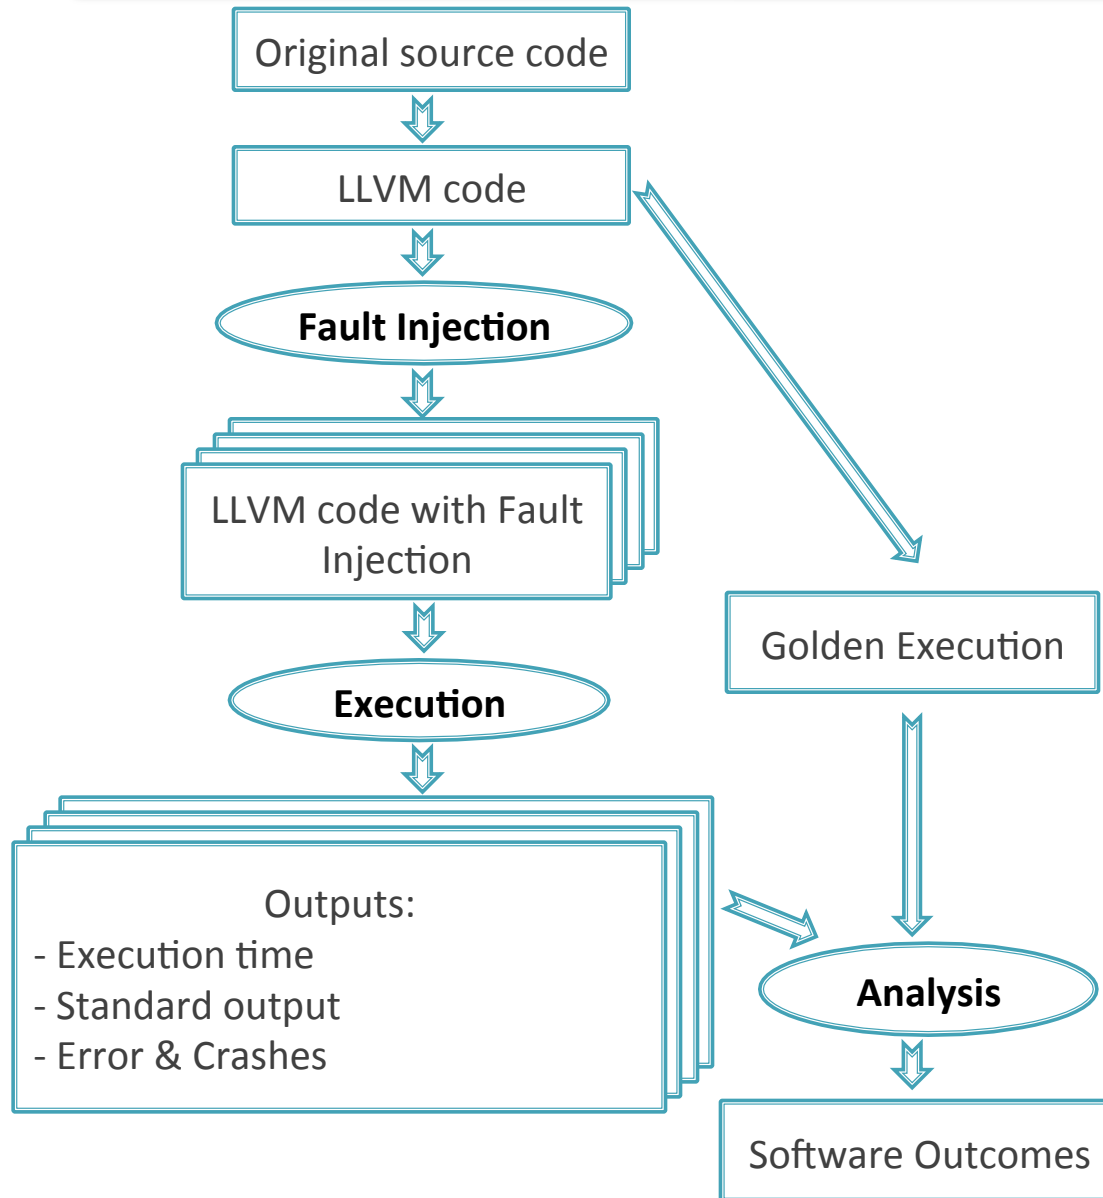 Original source code
LLVM code
Fault Injection
LLVM code with Fault
Injection
Golden Execution
Execution
Outputs:
- Execution time
- Standard output
- Error & Crashes
Analysis
Software Outcomes